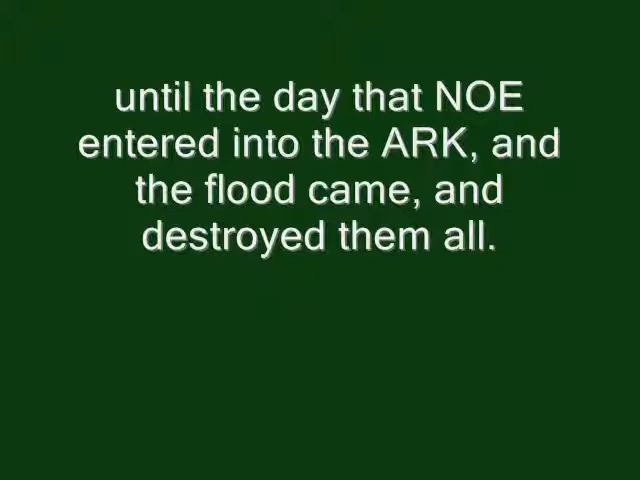 until the day that NOE
entered into the ARK, and
the flood came, and
destroyed them all.